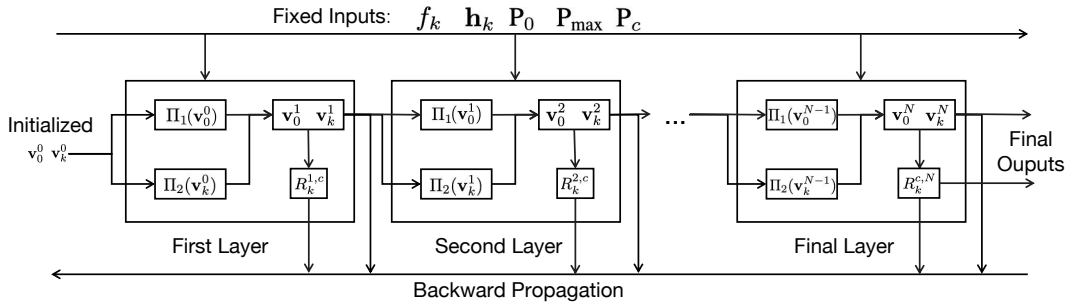 Fixed Inputs: f_k h_k P_0 P_max P_c
Initialized
v_0^0 v_k^0
Π_1(v_0^0)
Π_2(v_k^0)
v_0^1 v_k^1
R_k^{1,c}
First Layer
Π_1(v_0^1)
Π_2(v_k^1)
v_0^2 v_k^2
R_k^{2,c}
Second Layer
...
Π_1(v_0^{N-1})
Π_2(v_k^{N-1})
v_0^N v_k^N
R_k^{c,N}
Final Layer
Final
Ouputs
Backward Propagation